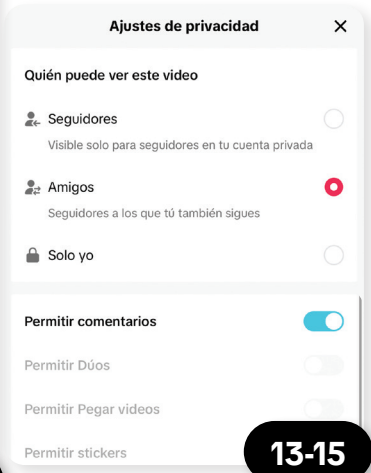 Ajustes de privacidad
Quién puede ver este video
Seguidores
Visible solo para seguidores en tu cuenta privada
Amigos
Seguidores a los que tú también sigues
Solo yo
Permitir comentarios
Permitir Dúos
Permitir Pegar videos
Permitir stickers
13-15